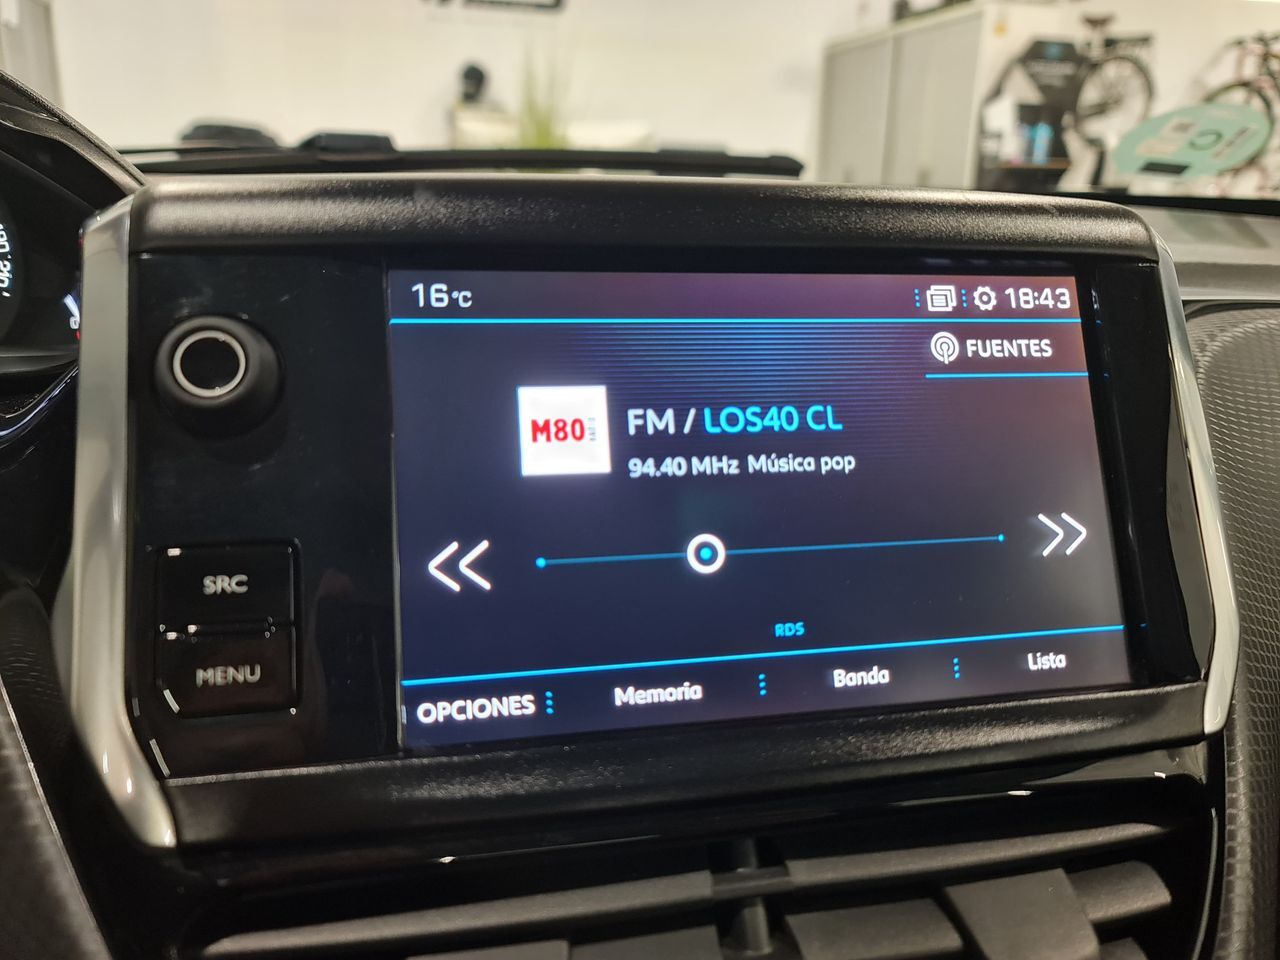 16°C
18:43
FUENTES
M80
FM / LOS40 CL
94.40 MHz Música pop
SRC
MENU
RDS
OPCIONES
Memoria
Banda
Lista